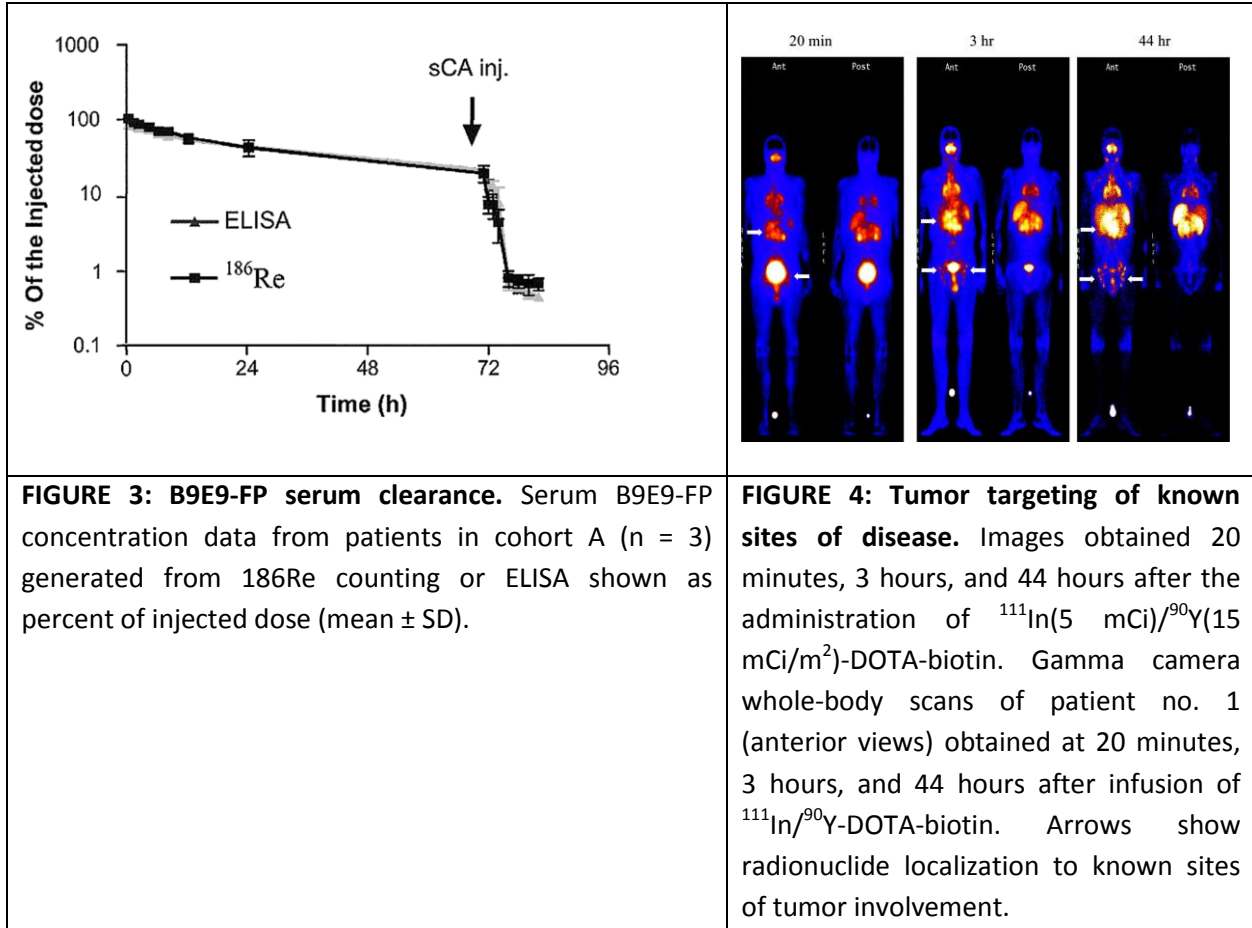 1000
100
10
1
0.1
% Of the Injected dose
sCA inj.
ELISA
¹⁸⁶Re
0
24
48
72
96
Time (h)
20 min
3 hr
44 hr
Ant
Post
Ant
Post
Ant
Post
FIGURE 3: B9E9-FP serum clearance. Serum B9E9-FP
concentration data from patients in cohort A (n = 3)
generated from 186Re counting or ELISA shown as
percent of injected dose (mean ± SD).
FIGURE 4: Tumor targeting of known
sites of disease. Images obtained 20
minutes, 3 hours, and 44 hours after the
administration of ¹¹¹In(5 mCi)/⁹⁰Y(15
mCi/m²)-DOTA-biotin. Gamma camera
whole-body scans of patient no. 1
(anterior views) obtained at 20 minutes,
3 hours, and 44 hours after infusion of
¹¹¹In/⁹⁰Y-DOTA-biotin. Arrows show
radionuclide localization to known sites
of tumor involvement.